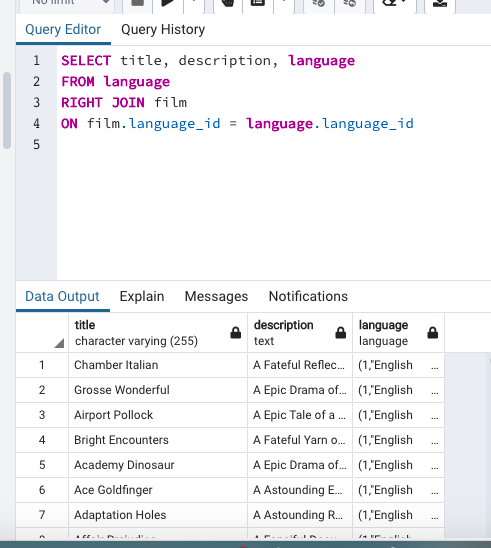 No limit
Query Editor Query History
1 SELECT title, description, language
2 FROM language
3 RIGHT JOIN film
4 ON film.language_id = language.language_id
5
Data Output Explain Messages Notifications
title description language
character varying (255) text language
1 Chamber Italian A Fateful Reflec... (1,"English ...
2 Grosse Wonderful A Epic Drama of... (1,"English ...
3 Airport Pollock A Epic Tale of a ... (1,"English ...
4 Bright Encounters A Fateful Yarn o... (1,"English ...
5 Academy Dinosaur A Epic Drama of... (1,"English ...
6 Ace Goldfinger A Astounding E... (1,"English ...
7 Adaptation Holes A Astounding R... (1,"English ...